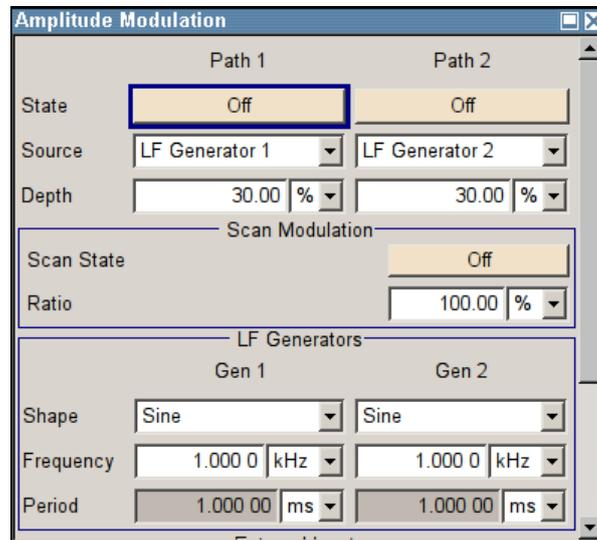 Amplitude Modulation
Path 1 Path 2
State Off Off
Source LF Generator 1 LF Generator 2
Depth 30.00 % 30.00 %
Scan Modulation
Scan State Off
Ratio 100.00 %
LF Generators
Gen 1 Gen 2
Shape Sine Sine
Frequency 1.000 0 kHz 1.000 0 kHz
Period 1.000 00 ms 1.000 00 ms